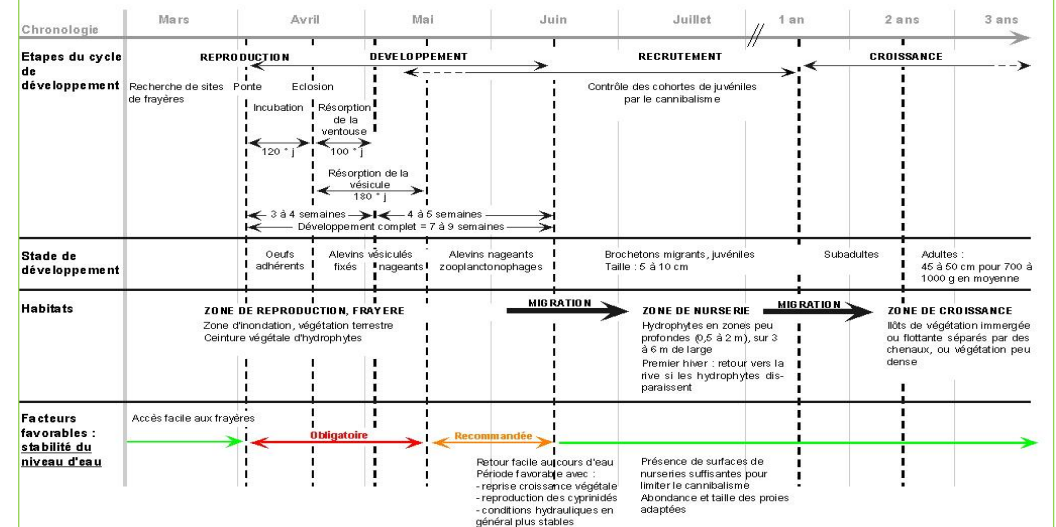 Chronologie
Mars
Avril
Mai
Juin
Juillet
1 an
2 ans
3 ans
Etapes du cycle
de
développement
REPRODUCTION
DEVELOPPEMENT
RECRUTEMENT
CROISSANCE
Recherche de sites
de frayères
Ponte
Eclosion
Contrôle des cohortes de juvéniles
par le cannibalisme
Incubation
Résorption
de la
ventouse
120 ° j
100 ° j
Résorption de la
vésicule
180 ° j
3 à 4 semaines
4 à 5 semaines
Développement complet = 7 à 9 semaines
Stade de
développement
Oeufs
adhérents
Alevins vésiculés
fixés
nageants
Alevins nageants
zooplanctonophages
Brochetons migrants, juvéniles
Taille : 5 à 10 cm
Subadultes
Adultes :
45 à 50 cm pour 700 à
1000 g en moyenne
Habitats
ZONE DE REPRODUCTION, FRAYERE
Zone d'inondation, végétation terrestre
Ceinture végétale d'hydrophytes
MIGRATION
ZONE DE NURSERIE
Hydrophytes en zones peu
profondes (0,5 à 2 m), sur 3
à 6 m de large
Premier hiver : retour vers la
rive si les hydrophytes dis-
paraissent
MIGRATION
ZONE DE CROISSANCE
Ilôts de végétation immergée
ou flottante séparés par des
chenaux, ou végétation peu
dense
Facteurs
favorables :
stabilité du
niveau d'eau
Accès facile aux frayères
Obligatoire
Recommandée
Retour facile au cours d'eau
Période favorable avec :
- reprise croissance végétale
- reproduction des cyprinidés
- conditions hydrauliques en
général plus stables
Présence de surfaces de
nurseries suffisantes pour
limiter le cannibalisme
Abondance et taille des proies
adaptées